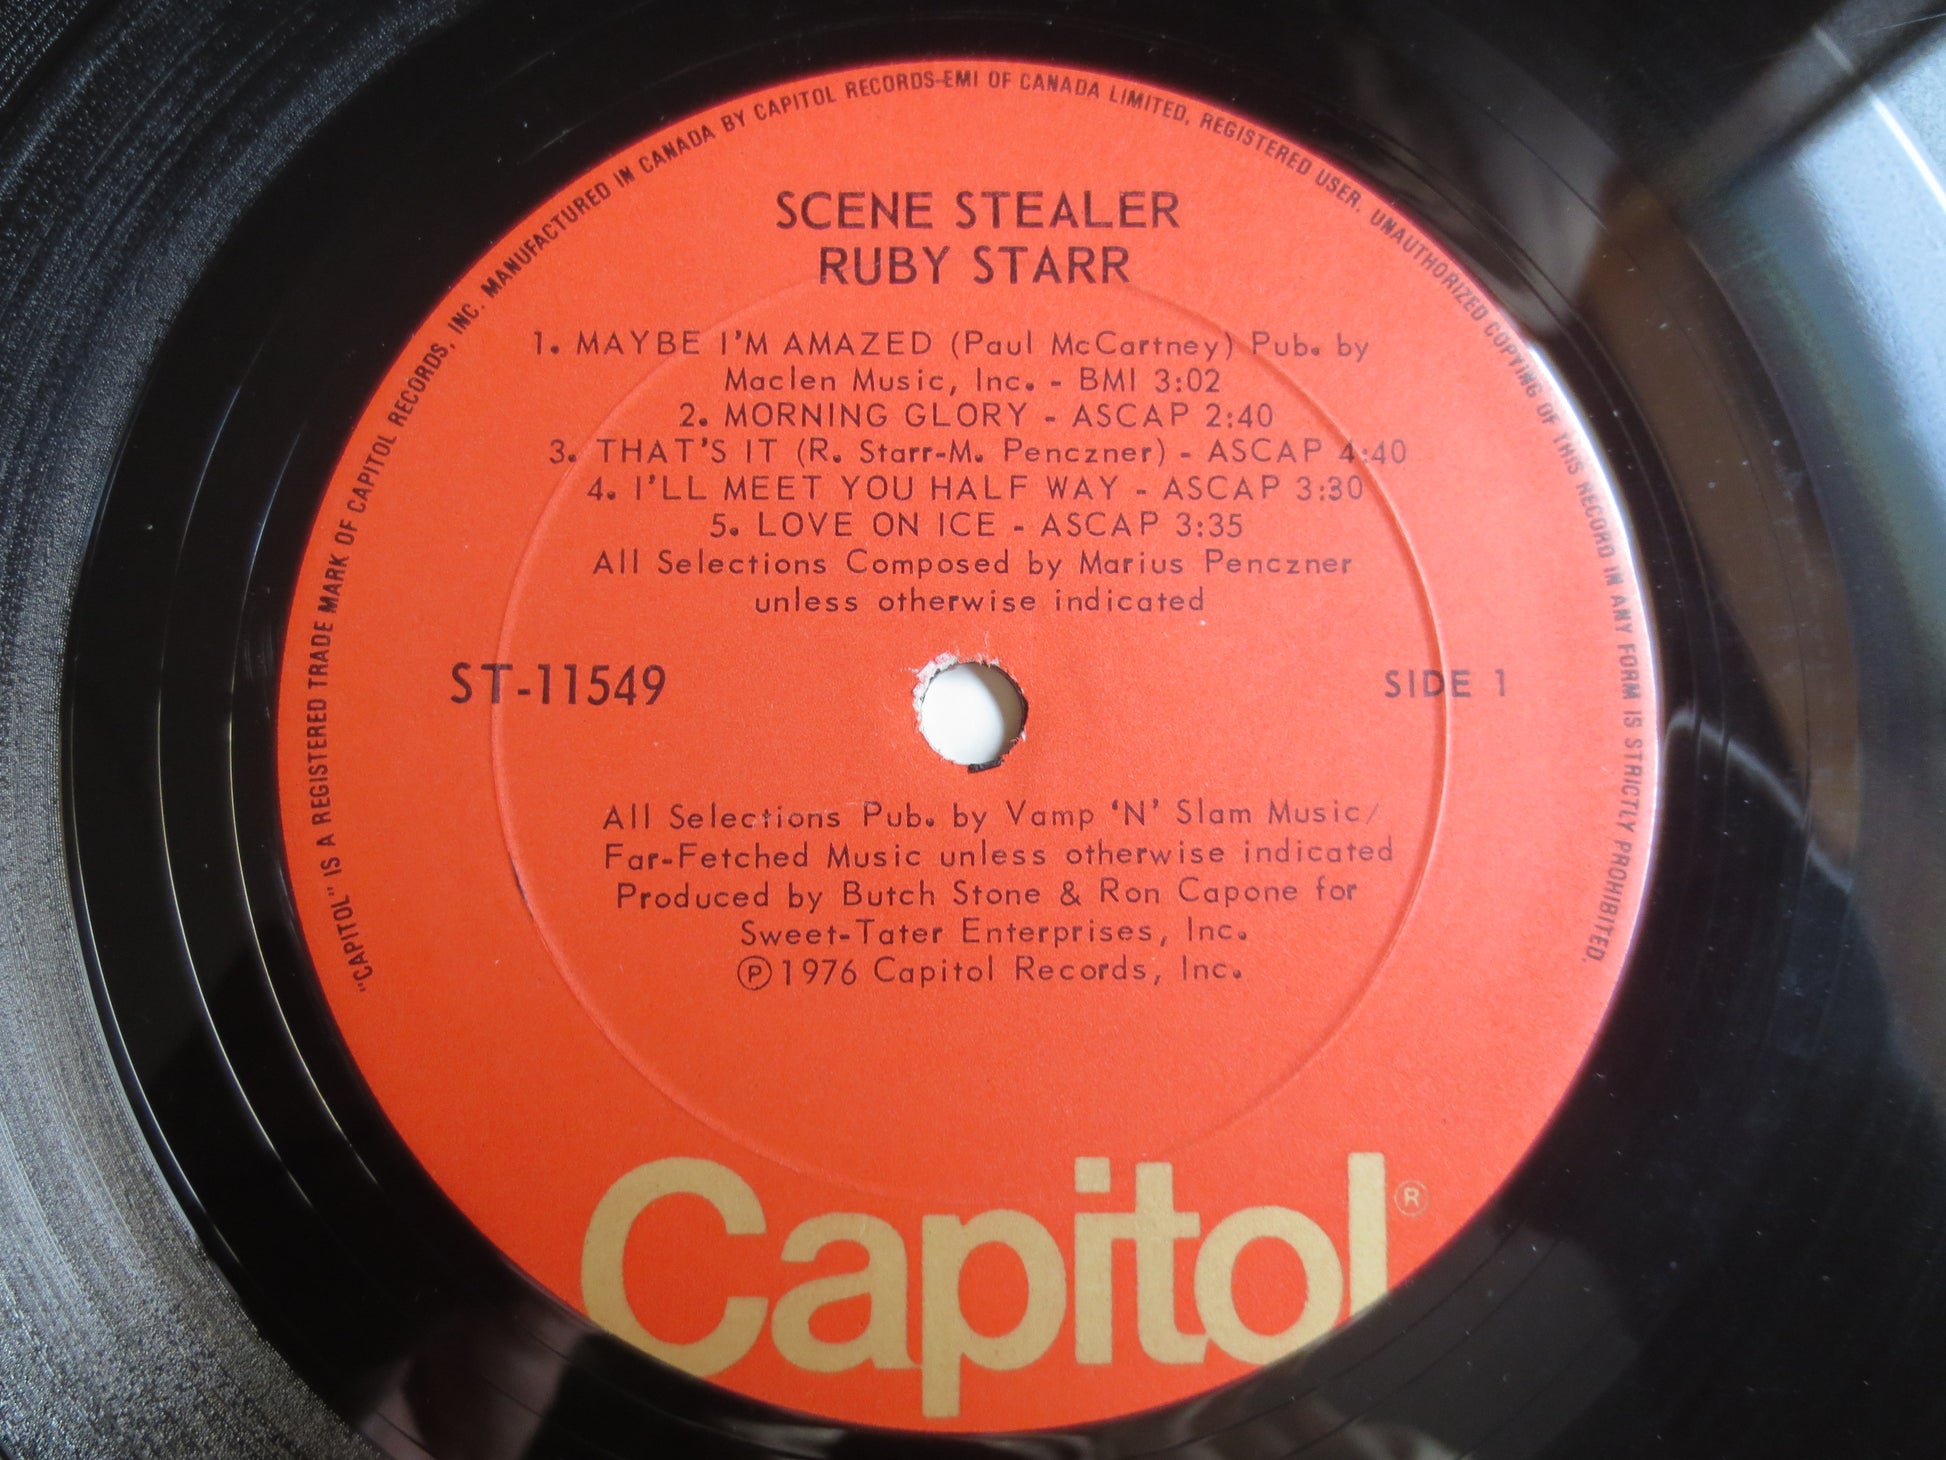 "CAPITOL" IS A REGISTERED TRADE MARK OF CAPITOL RECORDS, INC. MANUFACTURED IN CANADA BY CAPITOL RECORDS-EMI OF CANADA LIMITED, REGISTERED USER. UNAUTHORIZED COPYING OF THIS RECORD IN ANY FORM IS STRICTLY PROHIBITED.
SCENE STEALER
RUBY STARR
1. MAYBE I'M AMAZED (Paul McCartney) Pub. by
Maclen Music, Inc. - BMI 3:02
2. MORNING GLORY - ASCAP 2:40
3. THAT'S IT (R. Starr-M. Penczner) - ASCAP 4:40
4. I'LL MEET YOU HALF WAY - ASCAP 3:30
5. LOVE ON ICE - ASCAP 3:35
All Selections Composed by Marius Penczner
unless otherwise indicated
ST-11549
SIDE 1
All Selections Pub. by Vamp 'N' Slam Music/
Far-Fetched Music unless otherwise indicated
Produced by Butch Stone & Ron Capone for
Sweet-Tater Enterprises, Inc.
℗ 1976 Capitol Records, Inc.
Capitol®